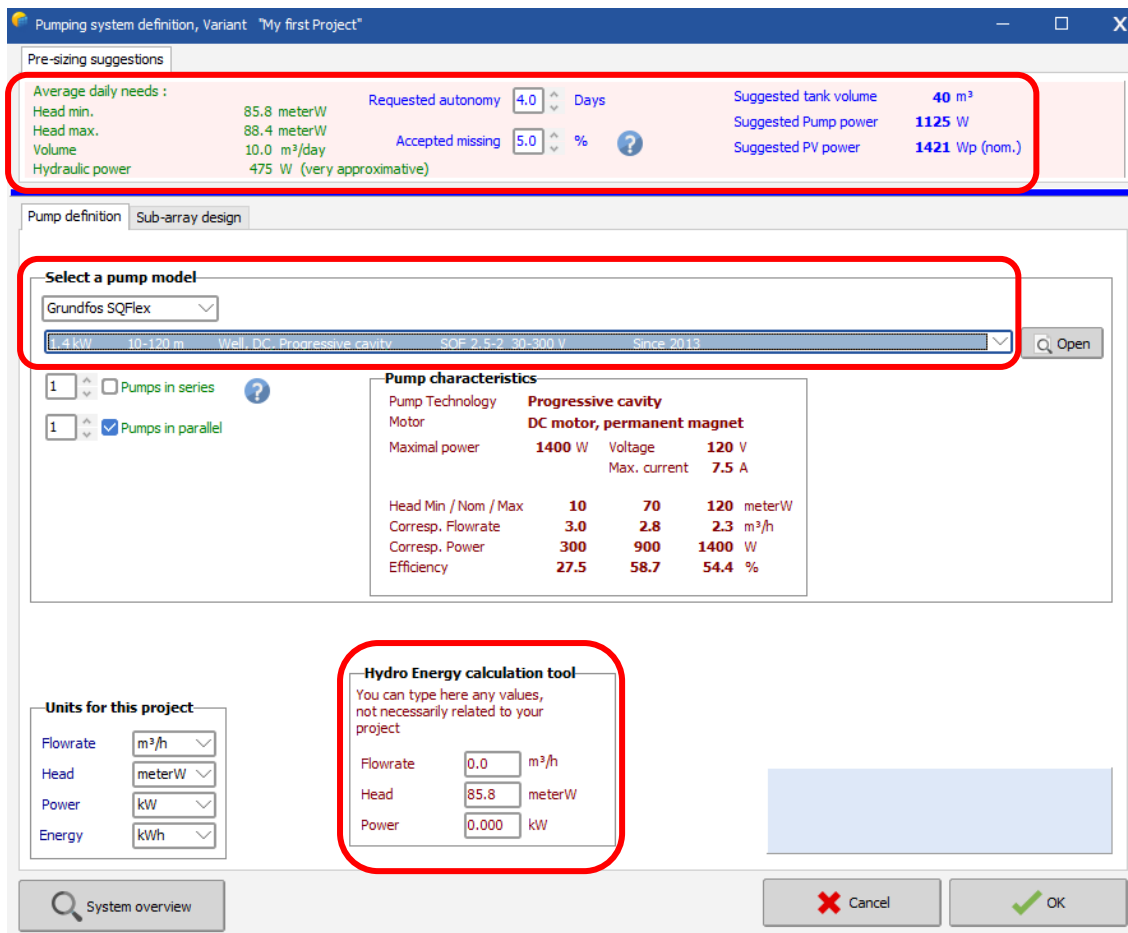 Pumping system definition, Variant "My first Project"
Pre-sizing suggestions
Average daily needs :
Head min. 85.8 meterW
Head max. 88.4 meterW
Volume 10.0 m³/day
Hydraulic power 475 W (very approximative)
Requested autonomy 4.0 Days
Accepted missing 5.0 % ?
Suggested tank volume 40 m³
Suggested Pump power 1125 W
Suggested PV power 1421 Wp (nom.)
Pump definition Sub-array design
Select a pump model
Grundfos SQFlex
1.4 kW 10-120 m Well, DC, Progressive cavity SQF 2.5-2 30-300 V Since 2013
Open
1 Pumps in series ?
1 Pumps in parallel
Pump characteristics
Pump Technology Progressive cavity
Motor DC motor, permanent magnet
Maximal power 1400 W Voltage 120 V
Max. current 7.5 A
Head Min / Nom / Max 10 70 120 meterW
Corresp. Flowrate 3.0 2.8 2.3 m³/h
Corresp. Power 300 900 1400 W
Efficiency 27.5 58.7 54.4 %
Units for this project
Flowrate m³/h
Head meterW
Power kW
Energy kWh
Hydro Energy calculation tool
You can type here any values,
not necessarily related to your
project
Flowrate 0.0 m³/h
Head 85.8 meterW
Power 0.000 kW
System overview
Cancel
OK